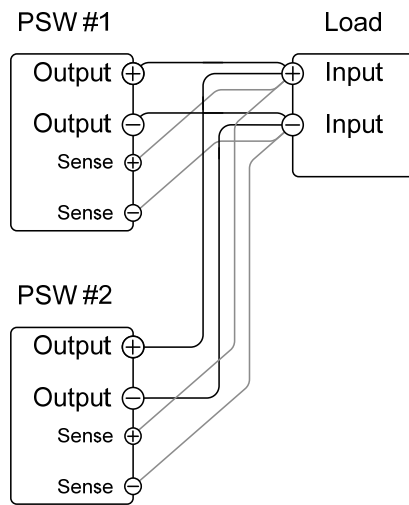 PSW #1
Load
Output +
+ Input
Output −
− Input
Sense +
Sense −
PSW #2
Output +
Output −
Sense +
Sense −